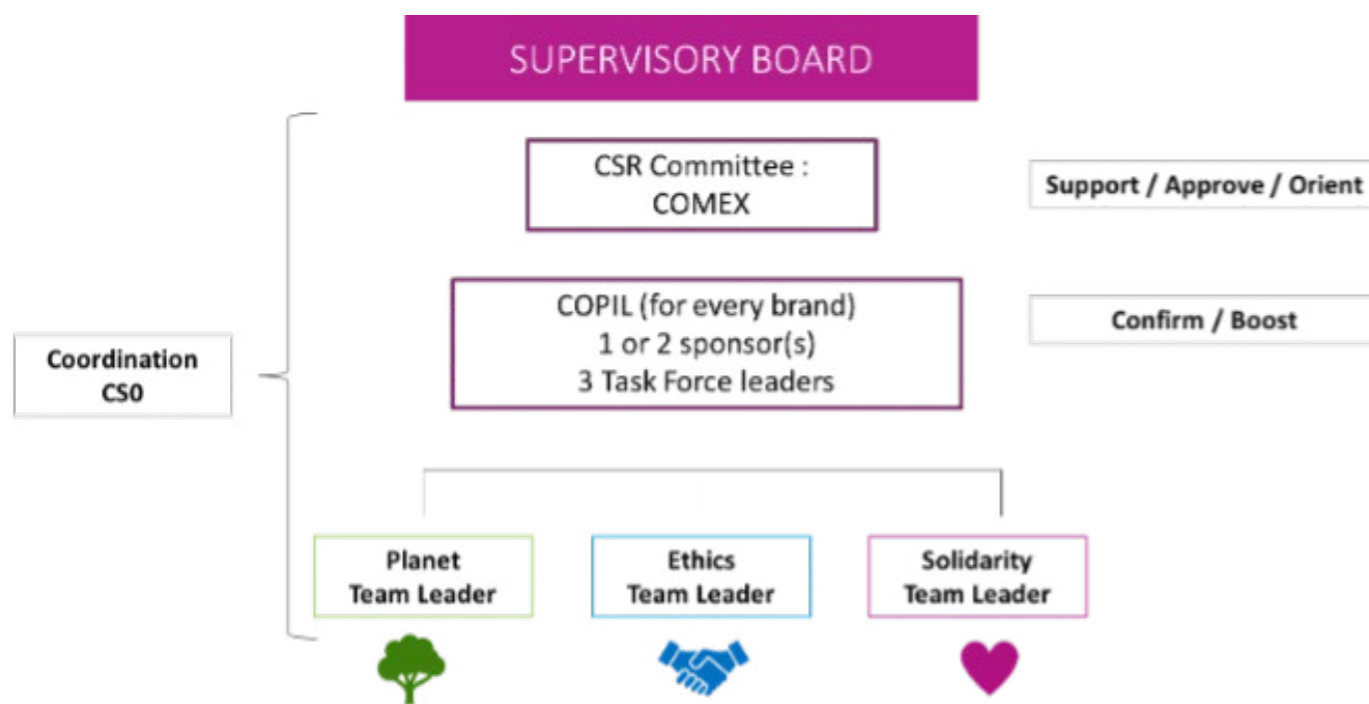 SUPERVISORY BOARD
CSR Committee :
COMEX
Support / Approve / Orient
COPIL (for every brand)
1 or 2 sponsor(s)
3 Task Force leaders
Confirm / Boost
Coordination
CS0
Planet
Team Leader
Ethics
Team Leader
Solidarity
Team Leader